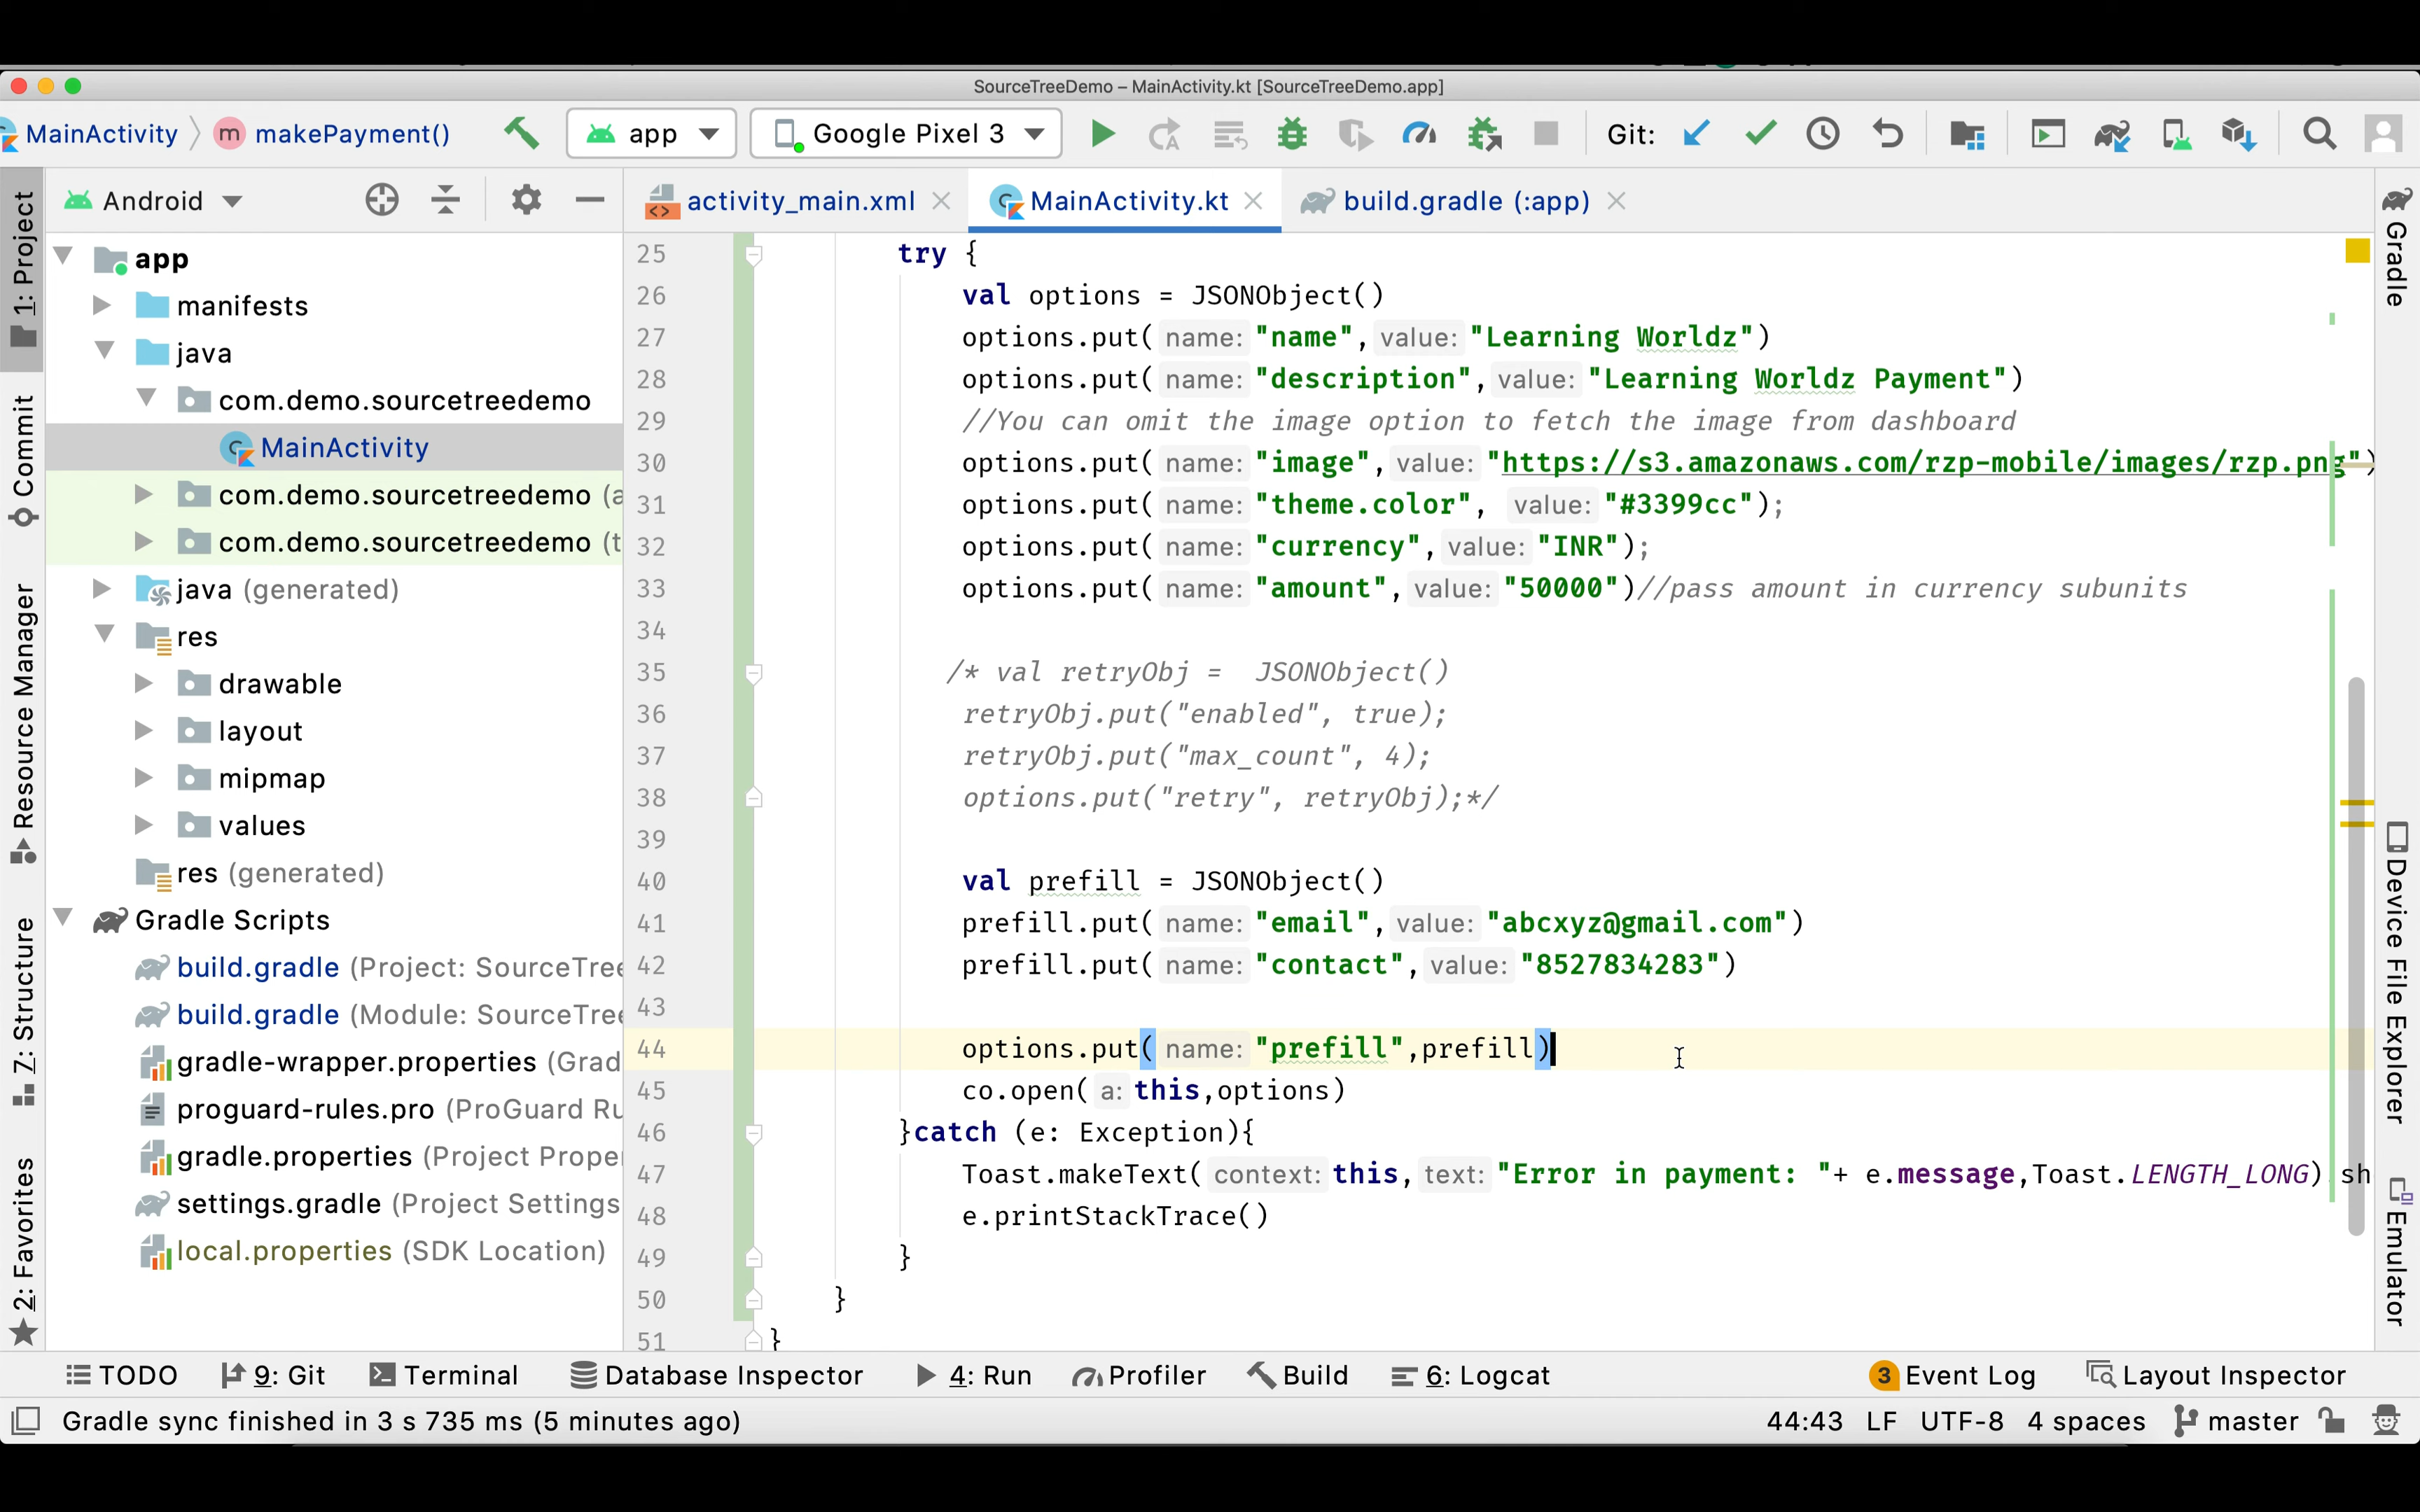 SourceTreeDemo – MainActivity.kt [SourceTreeDemo.app]
MainActivity m makePayment() app Google Pixel 3 Git:
Android
activity_main.xml MainActivity.kt build.gradle (:app)
1: Project
Commit
Resource Manager
7: Structure
2: Favorites
app
manifests
java
com.demo.sourcetreedemo
MainActivity
com.demo.sourcetreedemo (a
com.demo.sourcetreedemo (t
java (generated)
res
drawable
layout
mipmap
values
res (generated)
Gradle Scripts
build.gradle (Project: SourceTree
build.gradle (Module: SourceTree
gradle-wrapper.properties (Grad
proguard-rules.pro (ProGuard Ru
gradle.properties (Project Prope
settings.gradle (Project Settings
local.properties (SDK Location)
25 try {
26 val options = JSONObject()
27 options.put( name: "name", value: "Learning Worldz")
28 options.put( name: "description", value: "Learning Worldz Payment")
29 //You can omit the image option to fetch the image from dashboard
30 options.put( name: "image", value: "https://s3.amazonaws.com/rzp-mobile/images/rzp.png")
31 options.put( name: "theme.color", value: "#3399cc");
32 options.put( name: "currency", value: "INR");
33 options.put( name: "amount", value: "50000")//pass amount in currency subunits
34
35 /* val retryObj = JSONObject()
36 retryObj.put("enabled", true);
37 retryObj.put("max_count", 4);
38 options.put("retry", retryObj);*/
39
40 val prefill = JSONObject()
41 prefill.put( name: "email", value: "abcxyz@gmail.com")
42 prefill.put( name: "contact", value: "8527834283")
43
44 options.put( name: "prefill",prefill)
45 co.open( a: this,options)
46 }catch (e: Exception){
47 Toast.makeText( context: this, text: "Error in payment: "+ e.message,Toast.LENGTH_LONG).sh
48 e.printStackTrace()
49 }
50 }
51 }
Gradle
Device File Explorer
Emulator
TODO 9: Git Terminal Database Inspector 4: Run Profiler Build 6: Logcat 3 Event Log Layout Inspector
Gradle sync finished in 3 s 735 ms (5 minutes ago) 44:43 LF UTF-8 4 spaces master